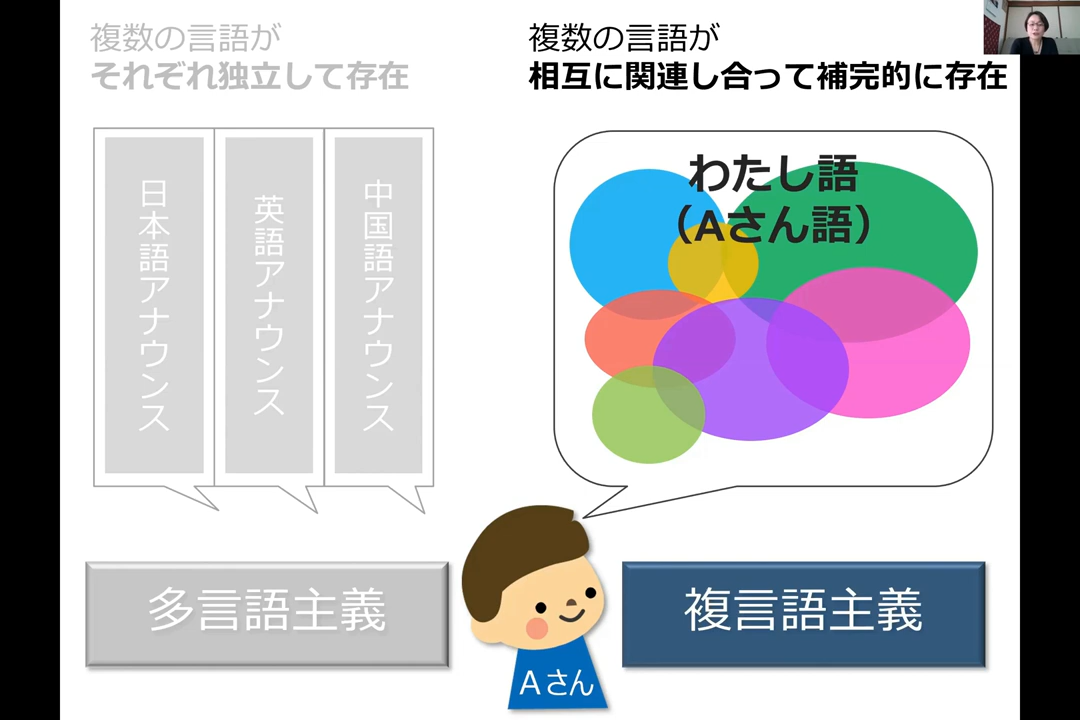 複数の言語が
それぞれ独立して存在
日本語アナウンス
英語アナウンス
中国語アナウンス
多言語主義
複数の言語が
相互に関連し合って補完的に存在
わたし語
（Aさん語）
複言語主義
Aさん